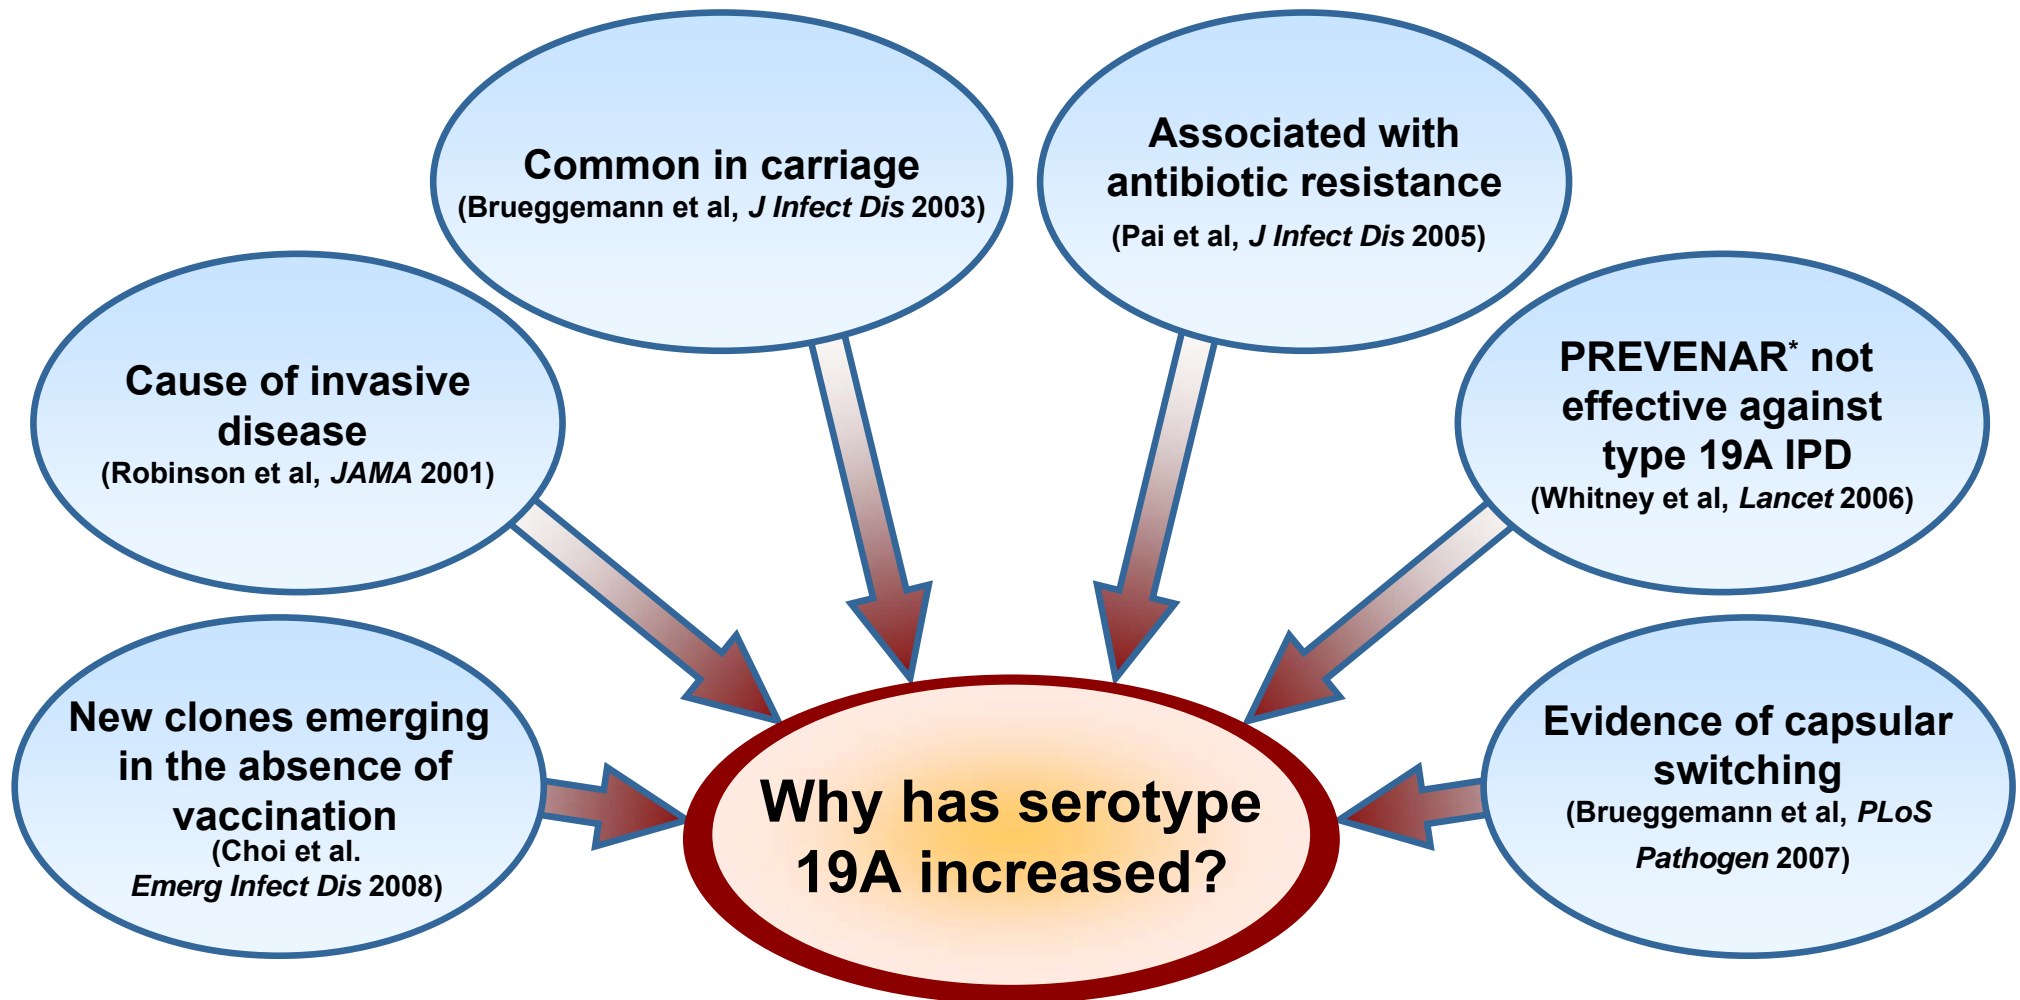 Common in carriage
(Brueggemann et al, J Infect Dis 2003)
Associated with
antibiotic resistance
(Pai et al, J Infect Dis 2005)
Cause of invasive
disease
(Robinson et al, JAMA 2001)
PREVENAR* not
effective against
type 19A IPD
(Whitney et al, Lancet 2006)
New clones emerging
in the absence of
vaccination
(Choi et al.
Emerg Infect Dis 2008)
Evidence of capsular
switching
(Brueggemann et al, PLoS
Pathogen 2007)
Why has serotype
19A increased?